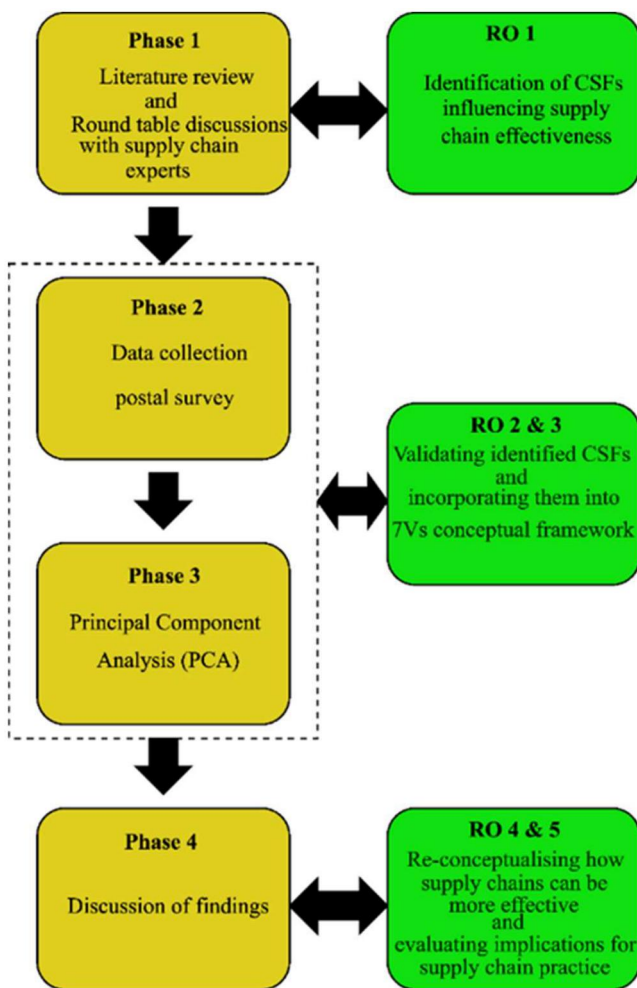 Phase 1
Literature review
and
Round table discussions
with supply chain
experts
RO 1
Identification of CSFs
influencing supply
chain effectiveness
Phase 2
Data collection
postal survey
RO 2 & 3
Validating identified CSFs
and
incorporating them into
7Vs conceptual framework
Phase 3
Principal Component
Analysis (PCA)
Phase 4
Discussion of findings
RO 4 & 5
Re-conceptualising how
supply chains can be
more effective
and
evaluating implications for
supply chain practice